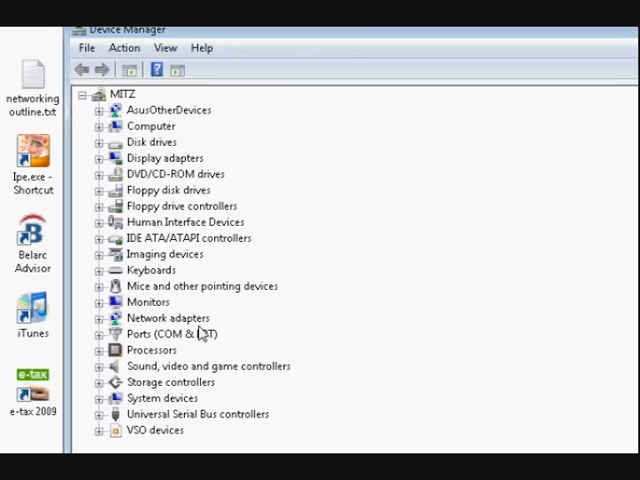 Device Manager
File Action View Help
MITZ
AsusOtherDevices
Computer
Disk drives
Display adapters
DVD/CD-ROM drives
Floppy disk drives
Floppy drive controllers
Human Interface Devices
IDE ATA/ATAPI controllers
Imaging devices
Keyboards
Mice and other pointing devices
Monitors
Network adapters
Ports (COM & LPT)
Processors
Sound, video and game controllers
Storage controllers
System devices
Universal Serial Bus controllers
VSO devices
networking
outline.txt
Ipe.exe -
Shortcut
Belarc
Advisor
iTunes
e-tax
e-tax 2009